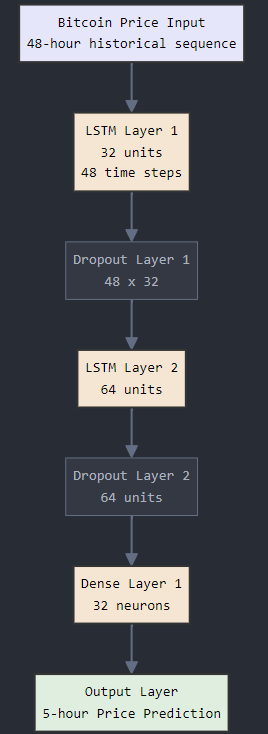 Bitcoin Price Input
48-hour historical sequence
LSTM Layer 1
32 units
48 time steps
Dropout Layer 1
48 x 32
LSTM Layer 2
64 units
Dropout Layer 2
64 units
Dense Layer 1
32 neurons
Output Layer
5-hour Price Prediction